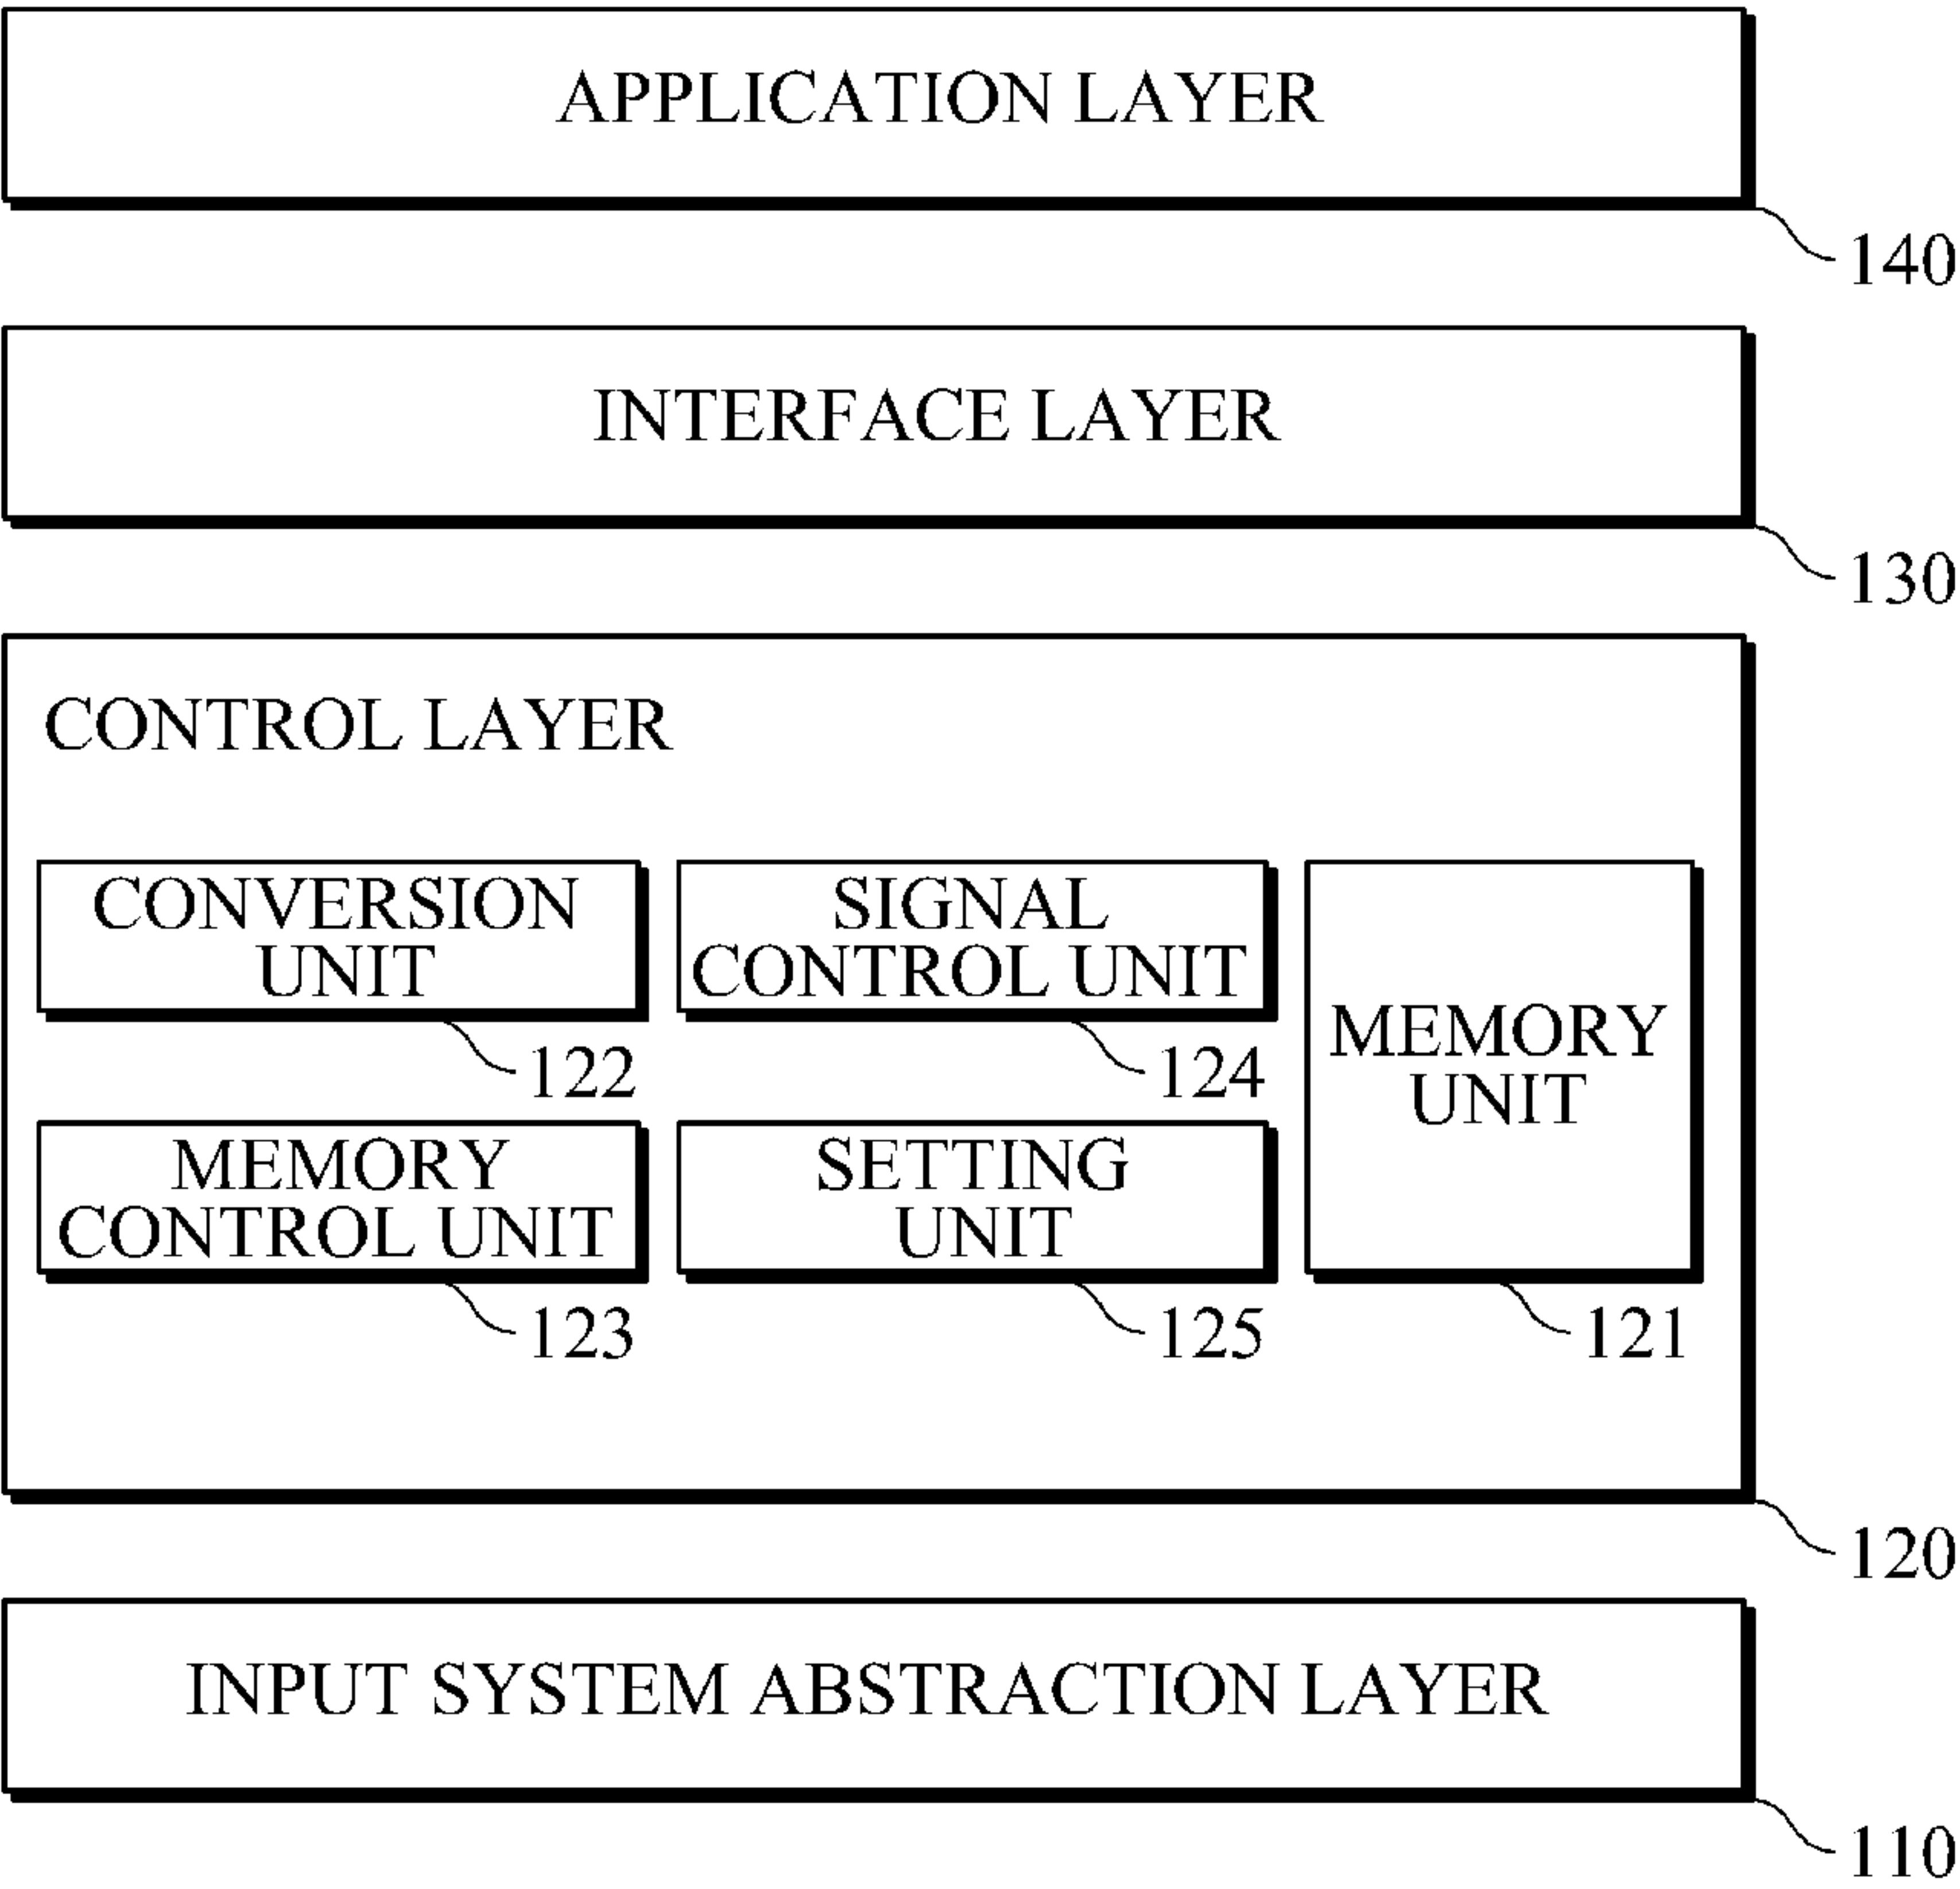 APPLICATION LAYER
140
INTERFACE LAYER
130
CONTROL LAYER
CONVERSION
UNIT
122
SIGNAL
CONTROL UNIT
124
MEMORY
UNIT
121
MEMORY
CONTROL UNIT
123
SETTING
UNIT
125
120
INPUT SYSTEM ABSTRACTION LAYER
110